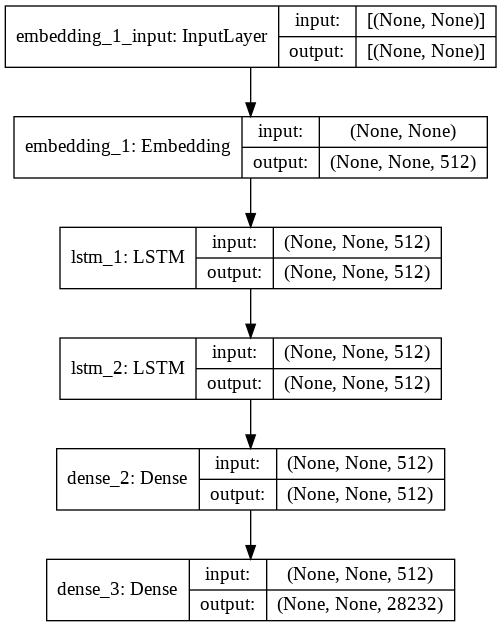 embedding_1_input: InputLayer
input: [(None, None)]
output: [(None, None)]
embedding_1: Embedding
input: (None, None)
output: (None, None, 512)
lstm_1: LSTM
input: (None, None, 512)
output: (None, None, 512)
lstm_2: LSTM
input: (None, None, 512)
output: (None, None, 512)
dense_2: Dense
input: (None, None, 512)
output: (None, None, 512)
dense_3: Dense
input: (None, None, 512)
output: (None, None, 28232)